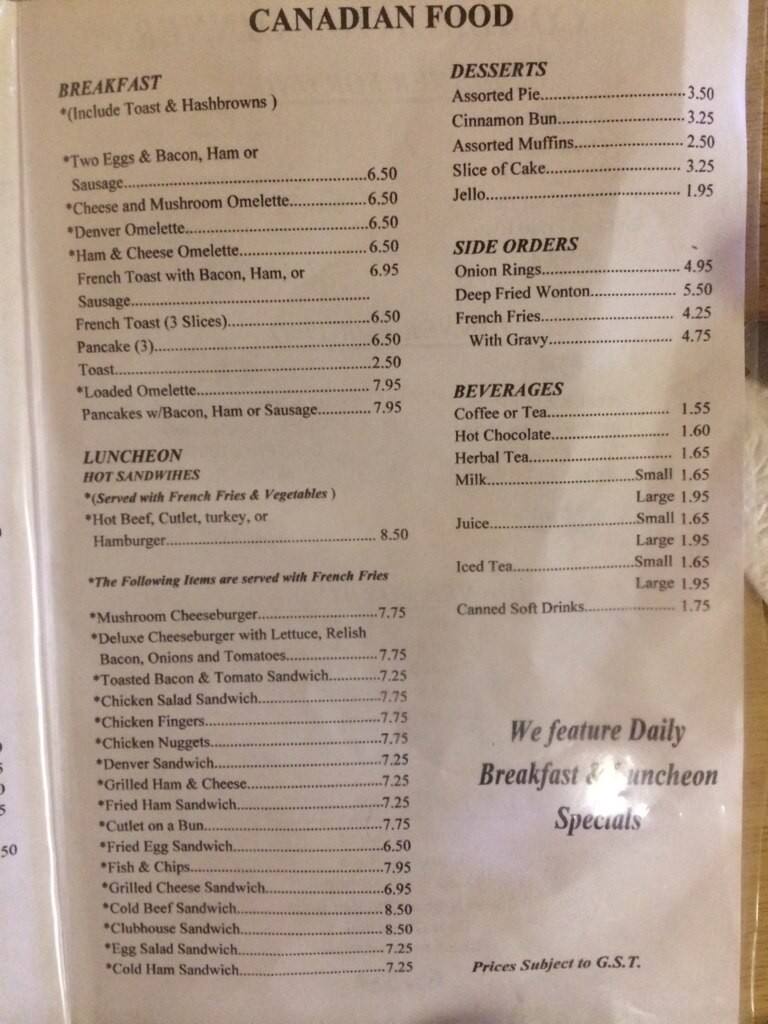 CANADIAN FOOD
BREAKFAST
*(Include Toast & Hashbrowns )
*Two Eggs & Bacon, Ham or
Sausage..........6.50
*Cheese and Mushroom Omelette..........6.50
*Denver Omelette..........6.50
*Ham & Cheese Omelette..........6.50
French Toast with Bacon, Ham, or 6.95
Sausage..........
French Toast (3 Slices)..........6.50
Pancake (3)..........6.50
Toast..........2.50
*Loaded Omelette..........7.95
Pancakes w/Bacon, Ham or Sausage..........7.95
LUNCHEON
HOT SANDWIHES
*(Served with French Fries & Vegetables )
*Hot Beef, Cutlet, turkey, or
Hamburger..........8.50
*The Following Items are served with French Fries
*Mushroom Cheeseburger..........7.75
*Deluxe Cheeseburger with Lettuce, Relish
Bacon, Onions and Tomatoes..........7.75
*Toasted Bacon & Tomato Sandwich..........7.25
*Chicken Salad Sandwich..........7.75
*Chicken Fingers..........7.75
*Chicken Nuggets..........7.75
*Denver Sandwich..........7.25
*Grilled Ham & Cheese..........7.25
*Fried Ham Sandwich..........7.25
*Cutlet on a Bun..........7.75
*Fried Egg Sandwich..........6.50
*Fish & Chips..........7.95
*Grilled Cheese Sandwich..........6.95
*Cold Beef Sandwich..........8.50
*Clubhouse Sandwich..........8.50
*Egg Salad Sandwich..........7.25
*Cold Ham Sandwich..........7.25
DESSERTS
Assorted Pie..........3.50
Cinnamon Bun..........3.25
Assorted Muffins..........2.50
Slice of Cake..........3.25
Jello..........1.95
SIDE ORDERS
Onion Rings..........4.95
Deep Fried Wonton..........5.50
French Fries..........4.25
With Gravy..........4.75
BEVERAGES
Coffee or Tea..........1.55
Hot Chocolate..........1.60
Herbal Tea..........1.65
Milk..........Small 1.65
Large 1.95
Juice..........Small 1.65
Large 1.95
Iced Tea..........Small 1.65
Large 1.95
Canned Soft Drinks..........1.75
We feature Daily
Breakfast & Luncheon
Specials
Prices Subject to G.S.T.